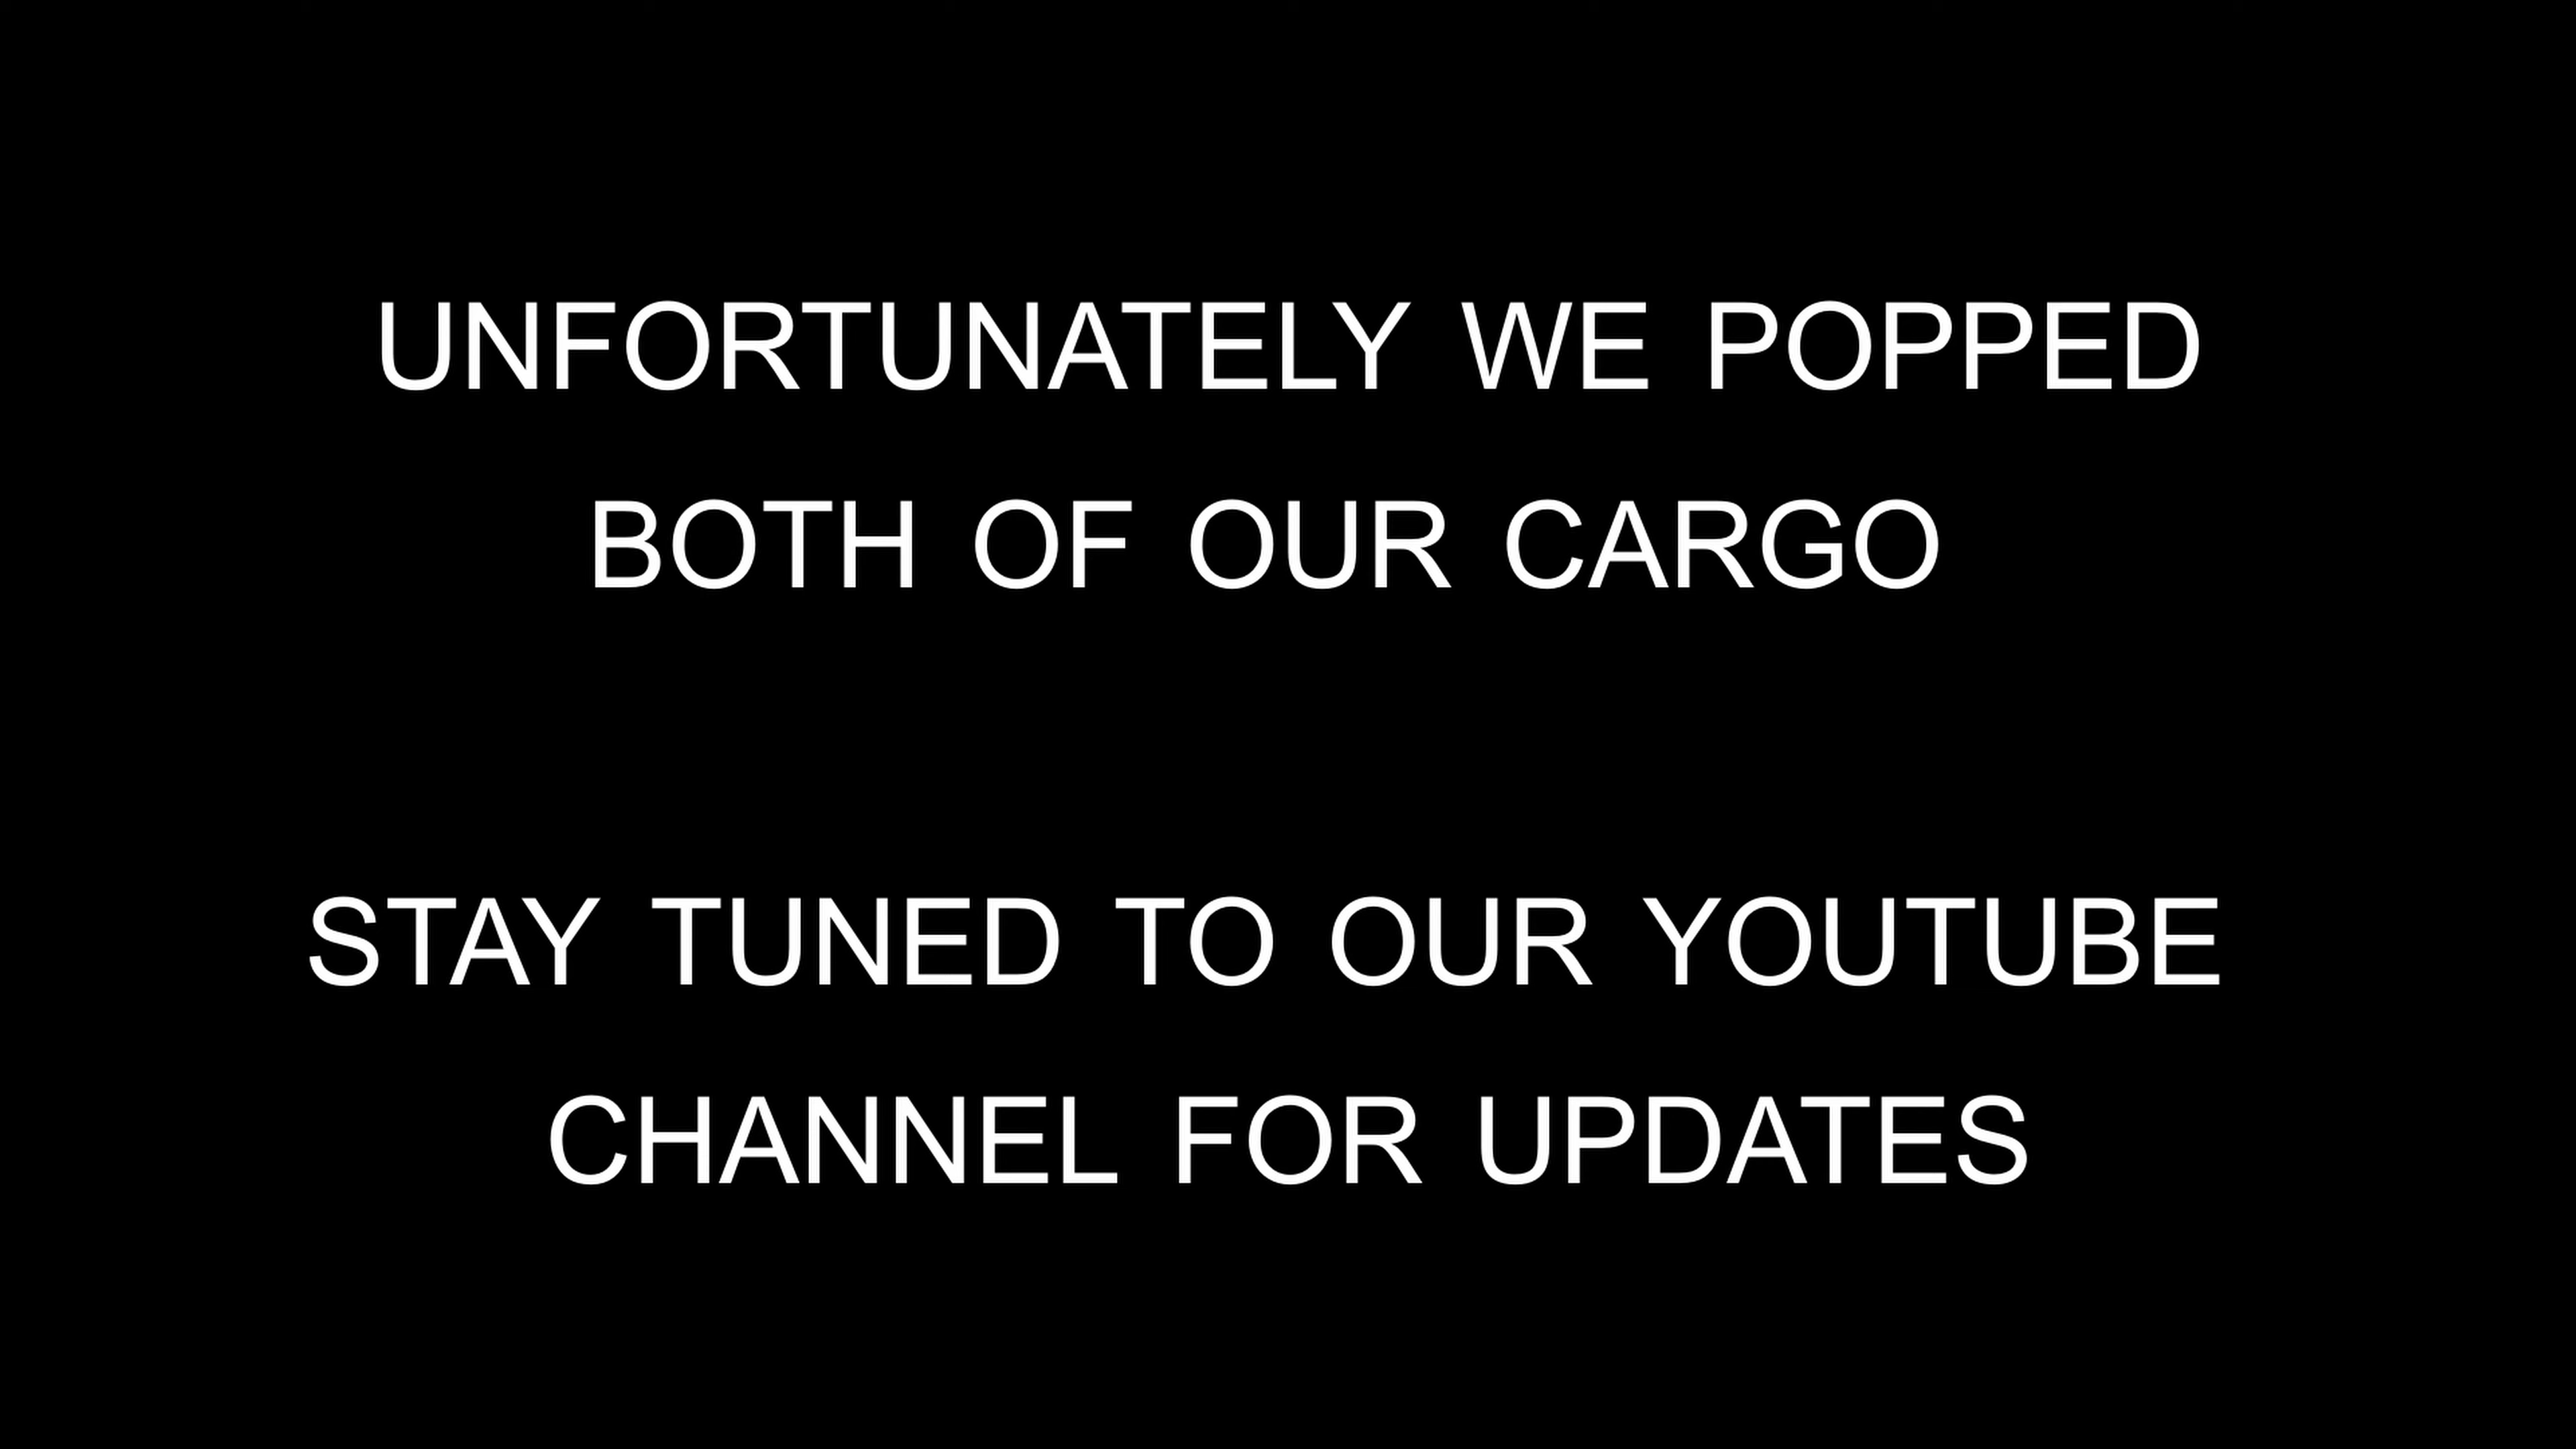 UNFORTUNATELY WE POPPED
BOTH OF OUR CARGO
STAY TUNED TO OUR YOUTUBE
CHANNEL FOR UPDATES